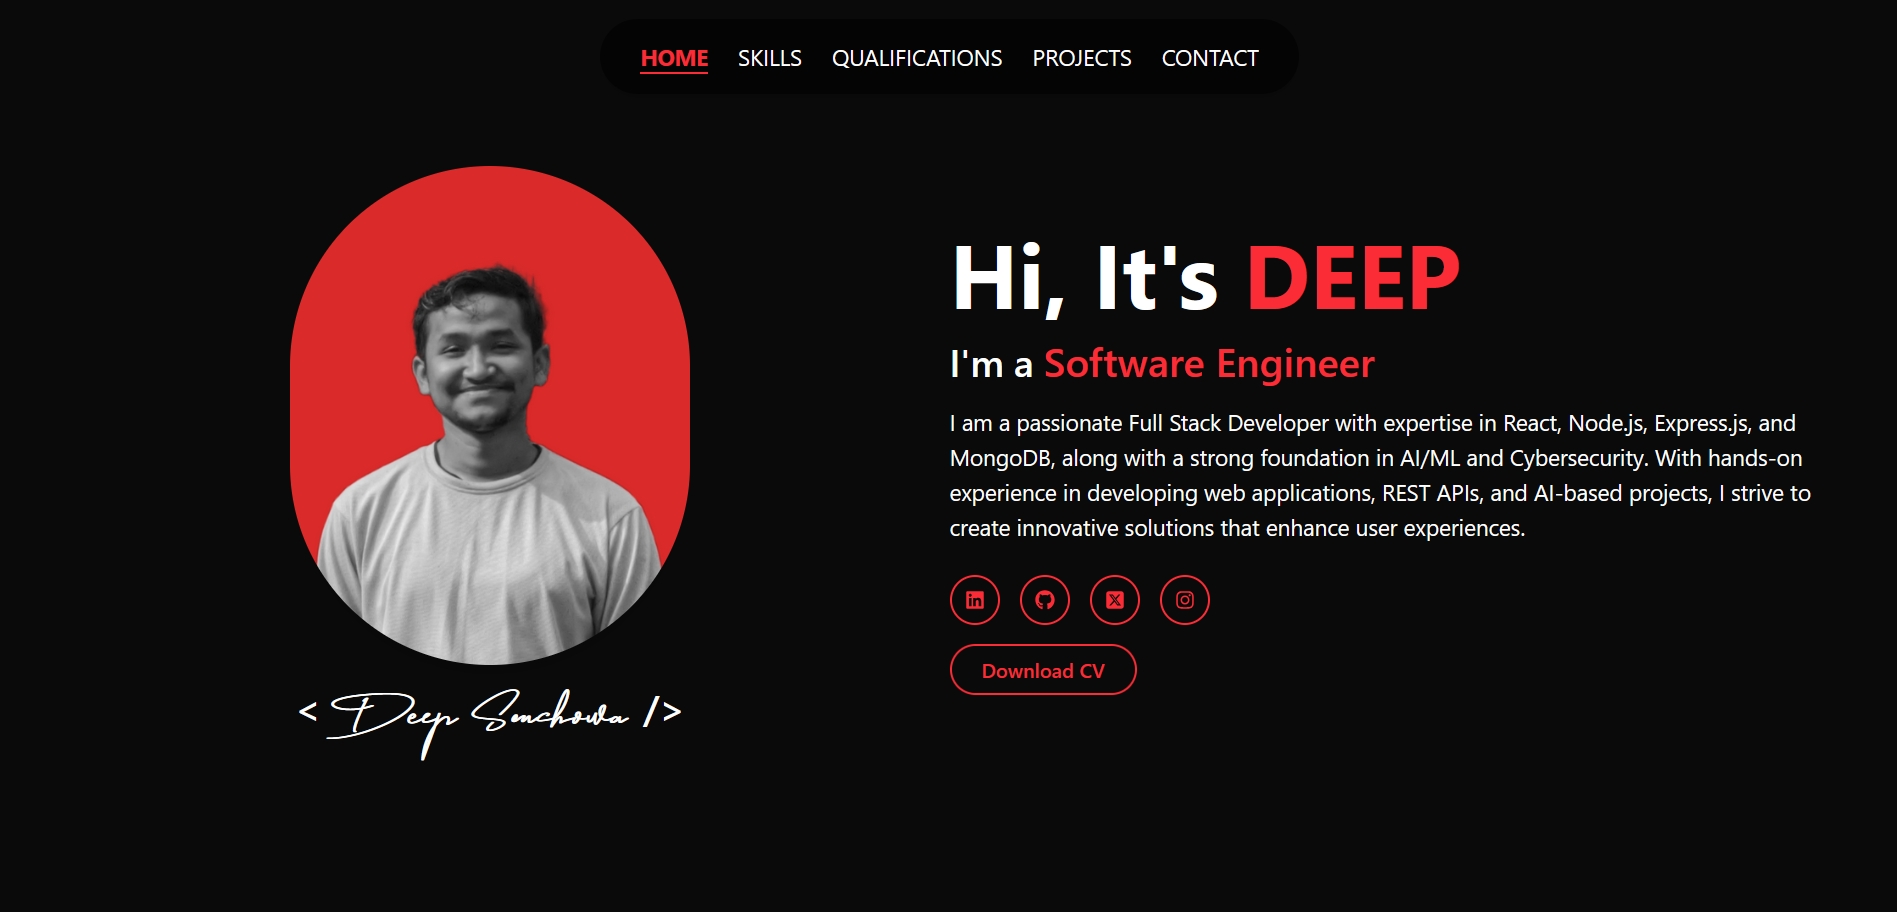 HOME SKILLS QUALIFICATIONS PROJECTS CONTACT
Hi, It's DEEP
I'm a Software Engineer
I am a passionate Full Stack Developer with expertise in React, Node.js, Express.js, and
MongoDB, along with a strong foundation in AI/ML and Cybersecurity. With hands-on
experience in developing web applications, REST APIs, and AI-based projects, I strive to
create innovative solutions that enhance user experiences.
Download CV
< Deep Senchowa />